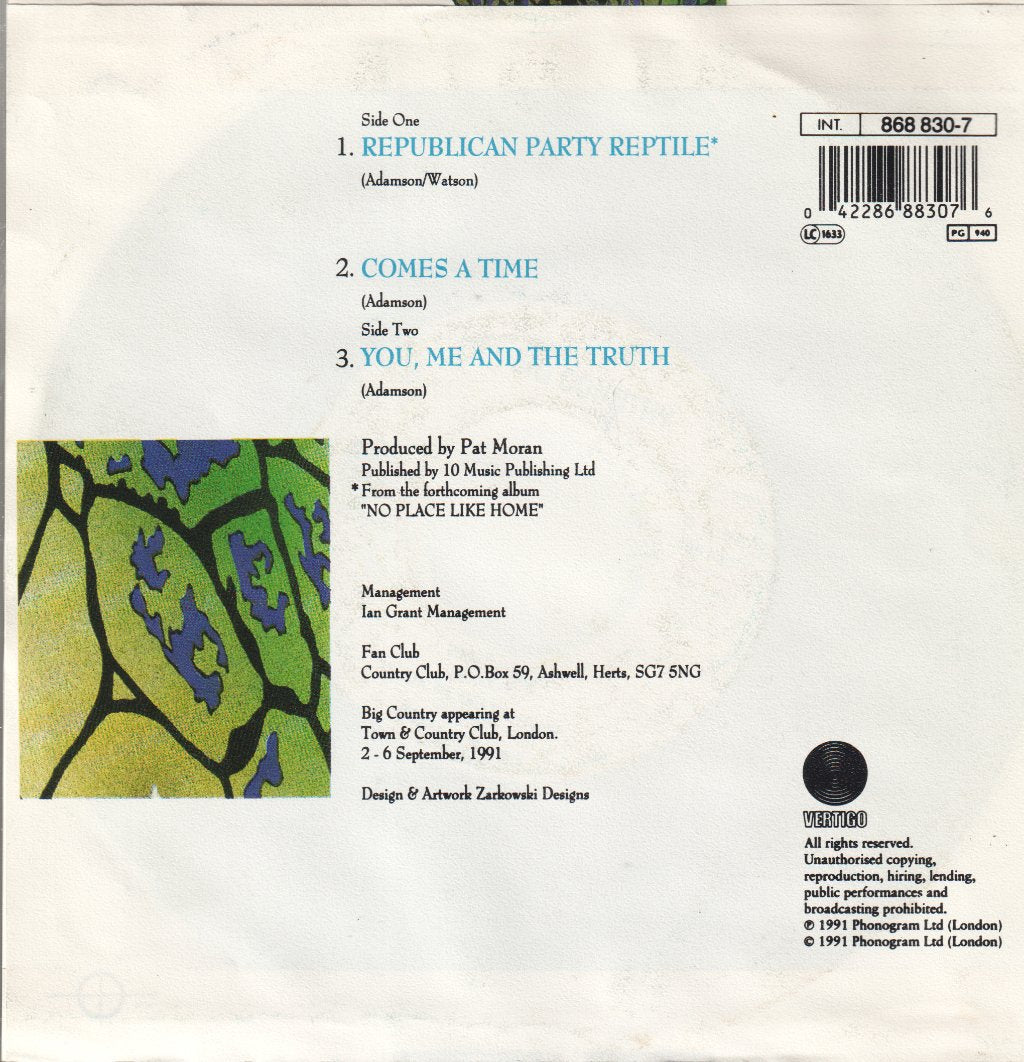 Side One
1. REPUBLICAN PARTY REPTILE*
(Adamson/Watson)
2. COMES A TIME
(Adamson)
Side Two
3. YOU, ME AND THE TRUTH
(Adamson)
Produced by Pat Moran
Published by 10 Music Publishing Ltd
* From the forthcoming album
"NO PLACE LIKE HOME"
Management
Ian Grant Management
Fan Club
Country Club, P.O.Box 59, Ashwell, Herts, SG7 5NG
Big Country appearing at
Town & Country Club, London.
2 - 6 September, 1991
Design & Artwork Zarkowski Designs
INT. 868 830-7
0 42286 88307 6
LC 1633
PG 940
VERTIGO
All rights reserved.
Unauthorised copying,
reproduction, hiring, lending,
public performances and
broadcasting prohibited.
℗ 1991 Phonogram Ltd (London)
© 1991 Phonogram Ltd (London)